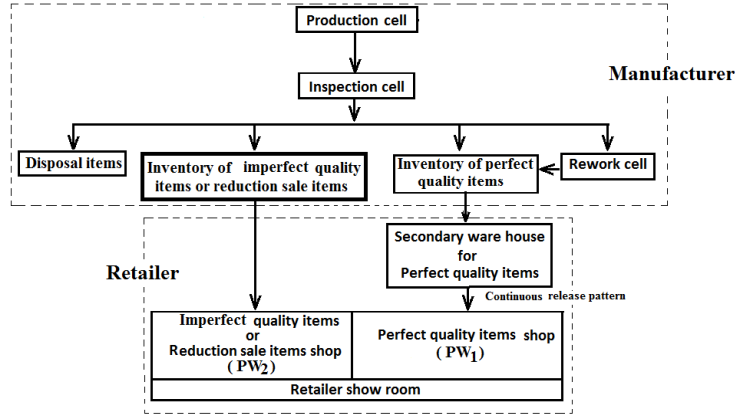 Production cell
Inspection cell
Manufacturer
Disposal items
Inventory of imperfect quality
items or reduction sale items
Inventory of perfect
quality items
Rework cell
Secondary ware house
for
Perfect quality items
Retailer
Continuous release pattern
Imperfect quality items
or
Reduction sale items shop
( PW2)
Perfect quality items shop
( PW1)
Retailer show room